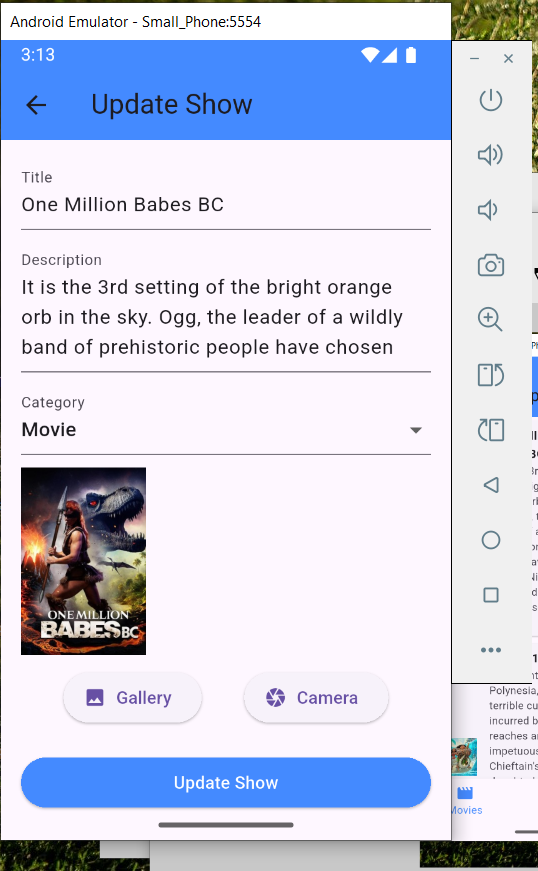 Android Emulator - Small_Phone:5554
3:13
Update Show
Title
One Million Babes BC
Description
It is the 3rd setting of the bright orange
orb in the sky. Ogg, the leader of a wildly
band of prehistoric people have chosen
Category
Movie
ONE MILLION
BABES BC
Gallery
Camera
Update Show
Polynesia,
terrible cu
incurred b
reaches a
impetuous
Chieftain's
Movies